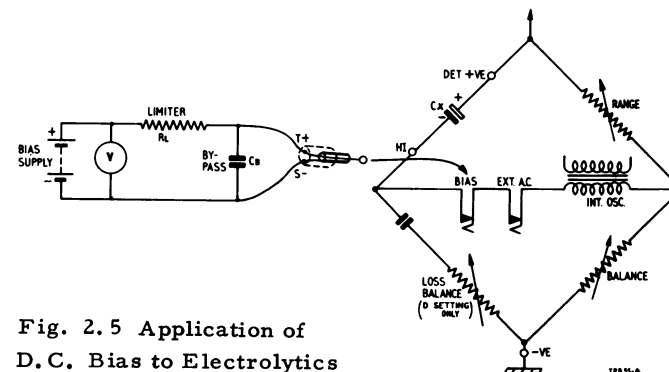 DET +VE
LIMITER
RL
Cx
+
-
RANGE
+
BIAS
SUPPLY
-
V
BY-
PASS
CB
T+
S-
HI
BIAS
EXT. A.C.
INT. OSC.
LOSS
BALANCE
(D SETTING
ONLY)
BALANCE
-VE
Fig. 2.5 Application of
D.C. Bias to Electrolytics